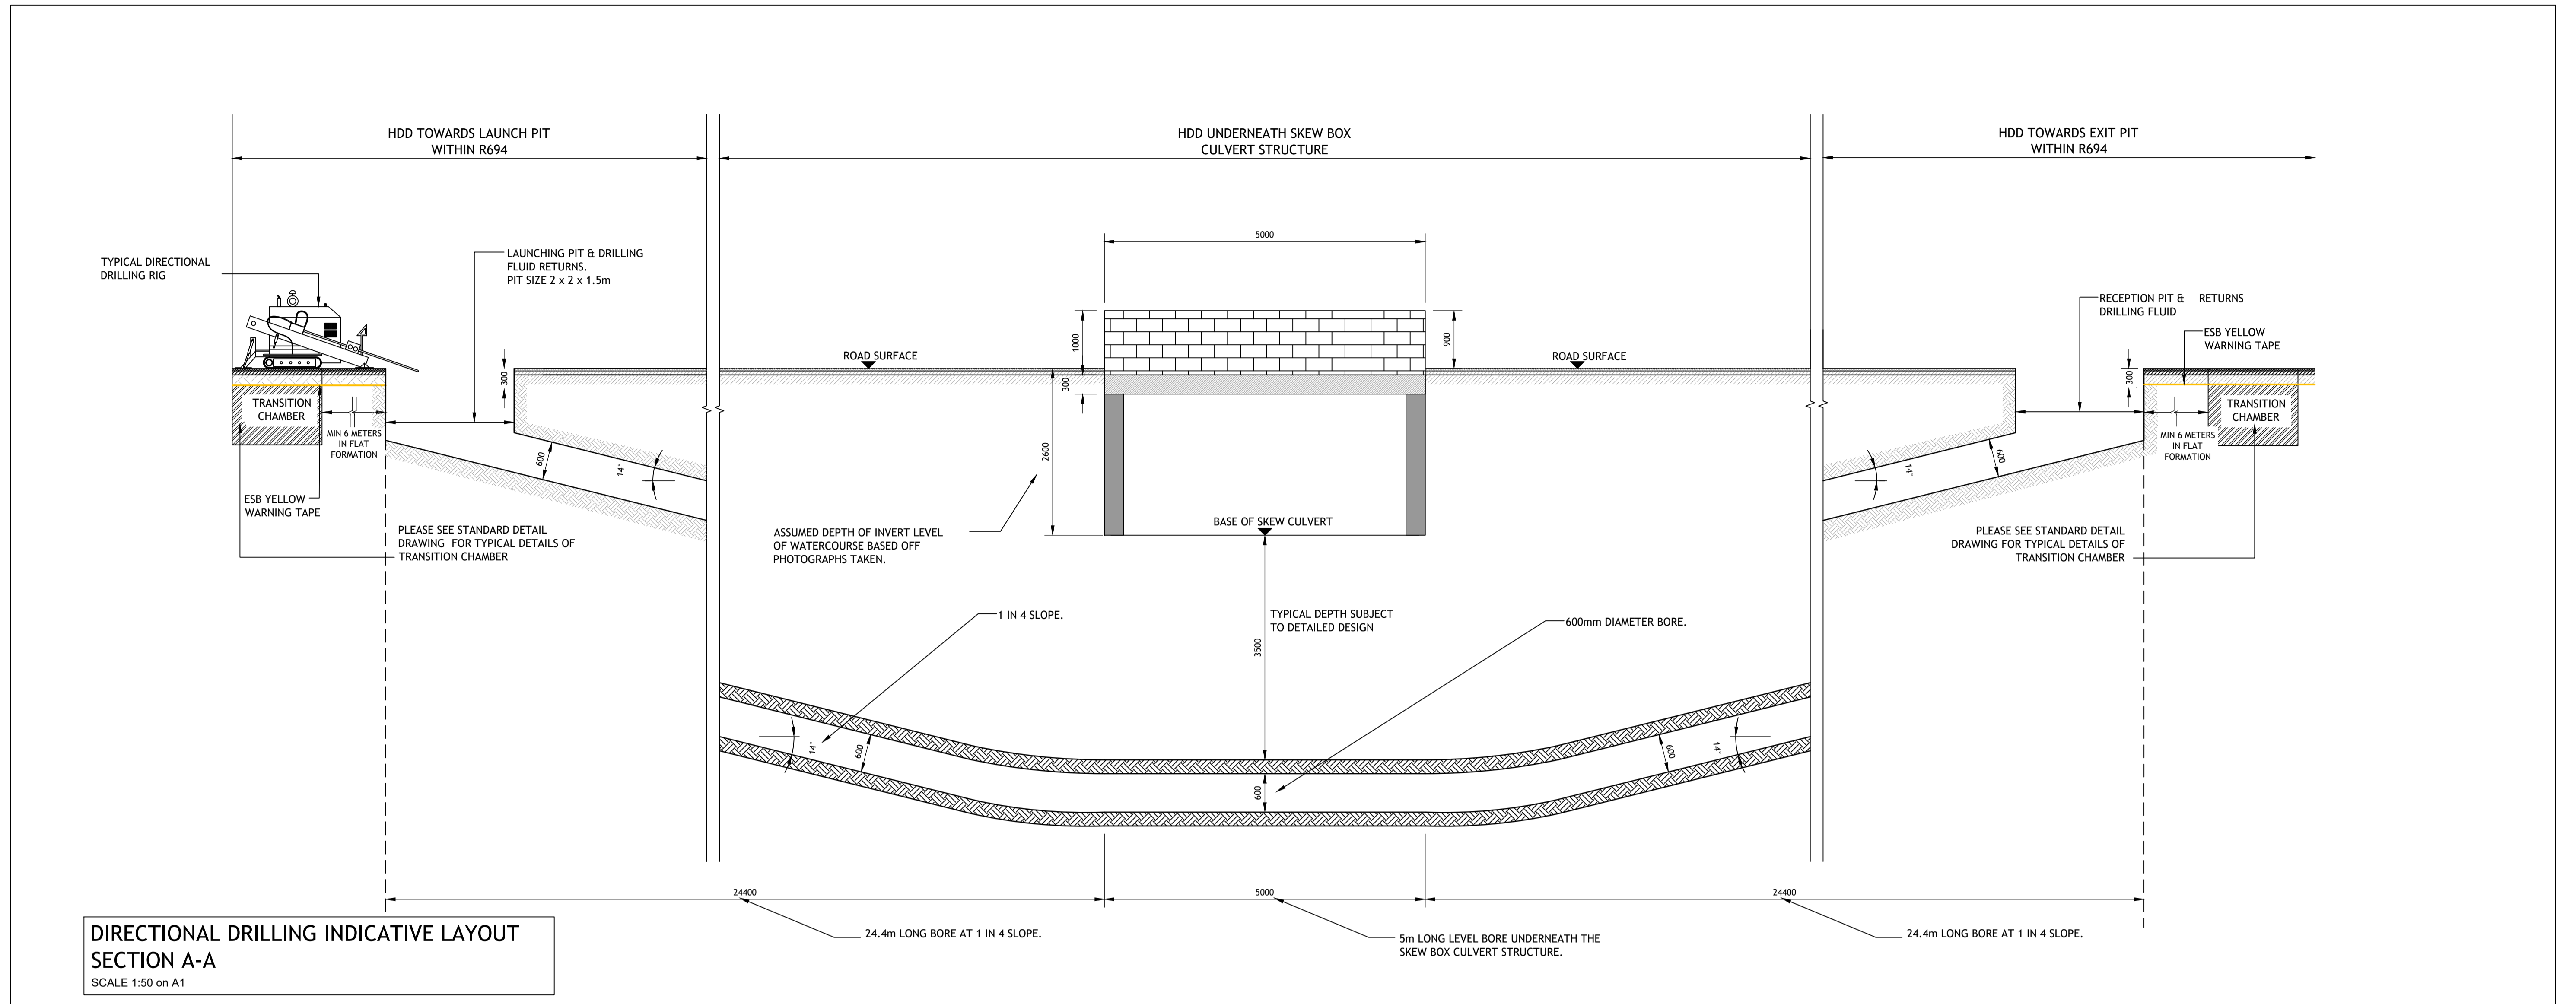 HDD TOWARDS LAUNCH PIT
WITHIN R694
HDD UNDERNEATH SKEW BOX
CULVERT STRUCTURE
HDD TOWARDS EXIT PIT
WITHIN R694
TYPICAL DIRECTIONAL
DRILLING RIG
LAUNCHING PIT & DRILLING
FLUID RETURNS.
PIT SIZE 2 x 2 x 1.5m
5000
RECEPTION PIT & RETURNS
DRILLING FLUID
ESB YELLOW
WARNING TAPE
ROAD SURFACE
ROAD SURFACE
1000
900
300
300
300
2600
TRANSITION
CHAMBER
MIN 6 METERS
IN FLAT
FORMATION
600
14°
14°
600
TRANSITION
CHAMBER
MIN 6 METERS
IN FLAT
FORMATION
ESB YELLOW
WARNING TAPE
PLEASE SEE STANDARD DETAIL
DRAWING FOR TYPICAL DETAILS OF
TRANSITION CHAMBER
ASSUMED DEPTH OF INVERT LEVEL
OF WATERCOURSE BASED OFF
PHOTOGRAPHS TAKEN.
BASE OF SKEW CULVERT
PLEASE SEE STANDARD DETAIL
DRAWING FOR TYPICAL DETAILS OF
TRANSITION CHAMBER
1 IN 4 SLOPE.
TYPICAL DEPTH SUBJECT
TO DETAILED DESIGN
3500
600mm DIAMETER BORE.
14°
600
600
600
14°
24400
5000
24400
24.4m LONG BORE AT 1 IN 4 SLOPE.
5m LONG LEVEL BORE UNDERNEATH THE
SKEW BOX CULVERT STRUCTURE.
24.4m LONG BORE AT 1 IN 4 SLOPE.
DIRECTIONAL DRILLING INDICATIVE LAYOUT
SECTION A-A
SCALE 1:50 on A1